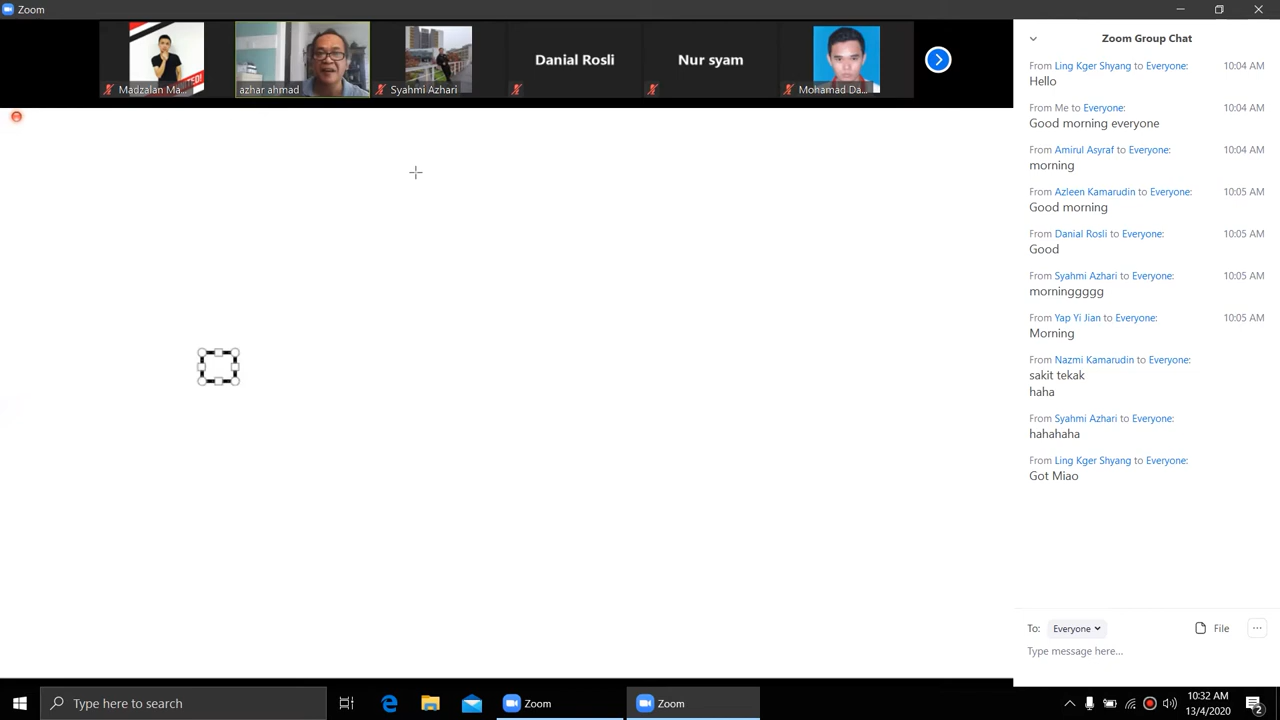 Zoom
Madzalan Ma...
azhar ahmad
Syahmi Azhari
Danial Rosli
Nur syam
Mohamad Da...
Zoom Group Chat
From Ling Kger Shyang to Everyone: 10:04 AM
Hello
From Me to Everyone: 10:04 AM
Good morning everyone
From Amirul Asyraf to Everyone: 10:04 AM
morning
From Azleen Kamarudin to Everyone: 10:05 AM
Good morning
From Danial Rosli to Everyone: 10:05 AM
Good
From Syahmi Azhari to Everyone: 10:05 AM
morninggggg
From Yap Yi Jian to Everyone: 10:05 AM
Morning
From Nazmi Kamarudin to Everyone:
sakit tekak
haha
From Syahmi Azhari to Everyone:
hahahaha
From Ling Kger Shyang to Everyone:
Got Miao
To: Everyone File
Type message here...
Type here to search
Zoom
Zoom
10:32 AM
13/4/2020
2